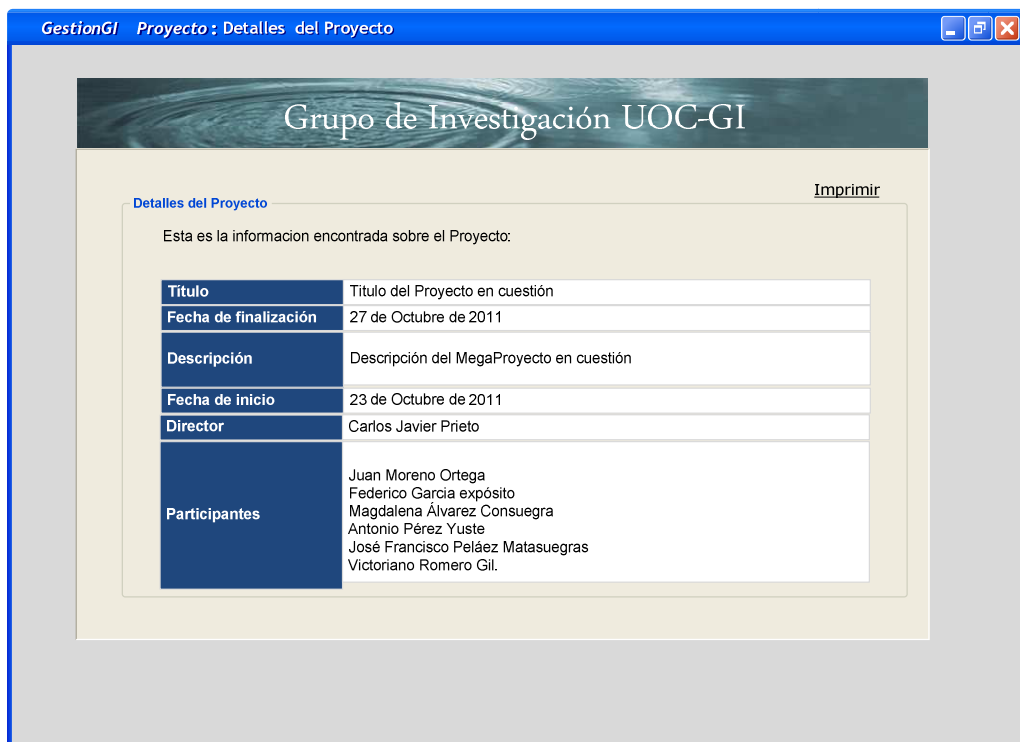 GestionGI Proyecto : Detalles del Proyecto
Grupo de Investigación UOC-GI
Imprimir
Detalles del Proyecto
Esta es la informacion encontrada sobre el Proyecto:
Título Titulo del Proyecto en cuestión
Fecha de finalización 27 de Octubre de 2011
Descripción Descripción del MegaProyecto en cuestión
Fecha de inicio 23 de Octubre de 2011
Director Carlos Javier Prieto
Participantes
Juan Moreno Ortega
Federico Garcia expósito
Magdalena Álvarez Consuegra
Antonio Pérez Yuste
José Francisco Peláez Matasuegras
Victoriano Romero Gil.